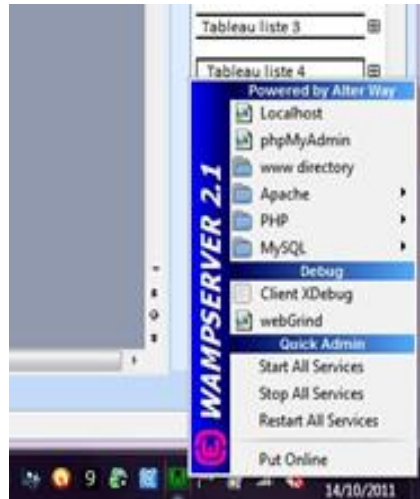 Tableau liste 3
Tableau liste 4
Powered by Alter Way
Localhost
phpMyAdmin
www directory
Apache
PHP
MySQL
Debug
Client XDebug
webGrind
Quick Admin
Start All Services
Stop All Services
Restart All Services
Put Online
WAMPSERVER 2.1
9
14/10/2011